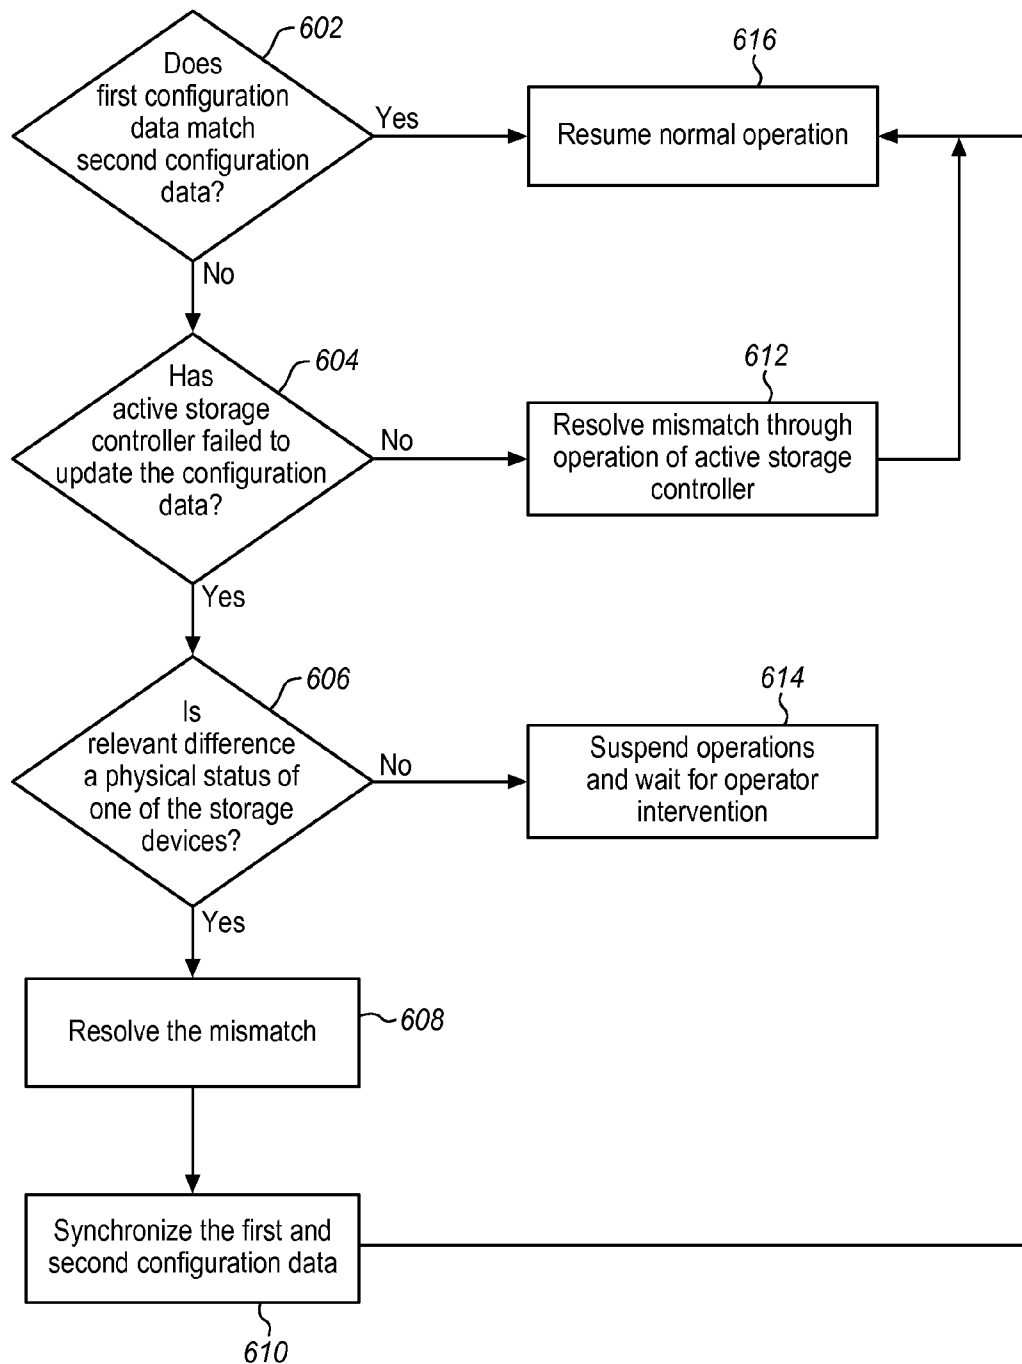 602
Does
first configuration
data match
second configuration
data?
Yes
616
Resume normal operation
No
604
Has
active storage
controller failed to
update the configuration
data?
No
612
Resolve mismatch through
operation of active storage
controller
Yes
606
Is
relevant difference
a physical status of
one of the storage
devices?
No
614
Suspend operations
and wait for operator
intervention
Yes
Resolve the mismatch
608
Synchronize the first and
second configuration data
610